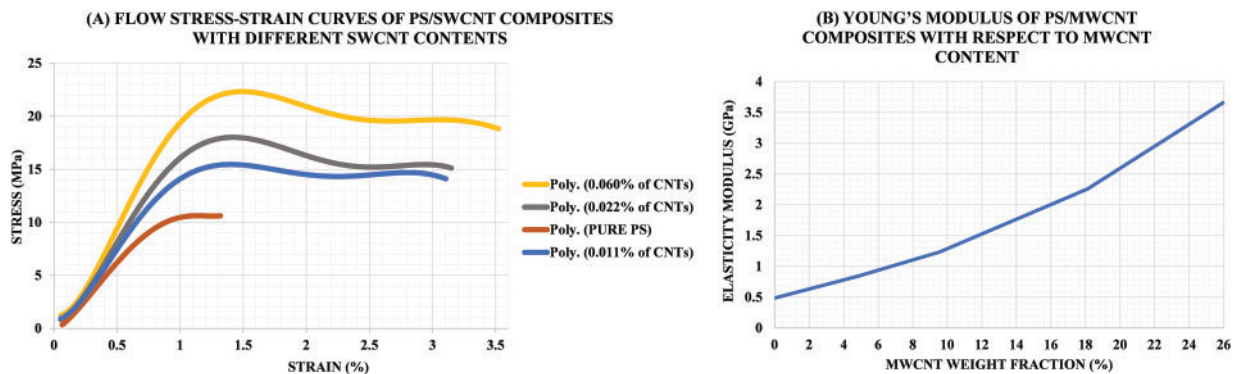 (A) FLOW STRESS-STRAIN CURVES OF PS/SWCNT COMPOSITES
WITH DIFFERENT SWCNT CONTENTS
25
20
15
10
5
0
STRESS (MPa)
0 0.5 1 1.5 2 2.5 3 3.5
STRAIN (%)
Poly. (0.060% of CNTs)
Poly. (0.022% of CNTs)
Poly. (PURE PS)
Poly. (0.011% of CNTs)
(B) YOUNG'S MODULUS OF PS/MWCNT
COMPOSITES WITH RESPECT TO MWCNT
CONTENT
4
3.5
3
2.5
2
1.5
1
0.5
0
ELASTICITY MODULUS (GPa)
0 2 4 6 8 10 12 14 16 18 20 22 24 26
MWCNT WEIGHT FRACTION (%)